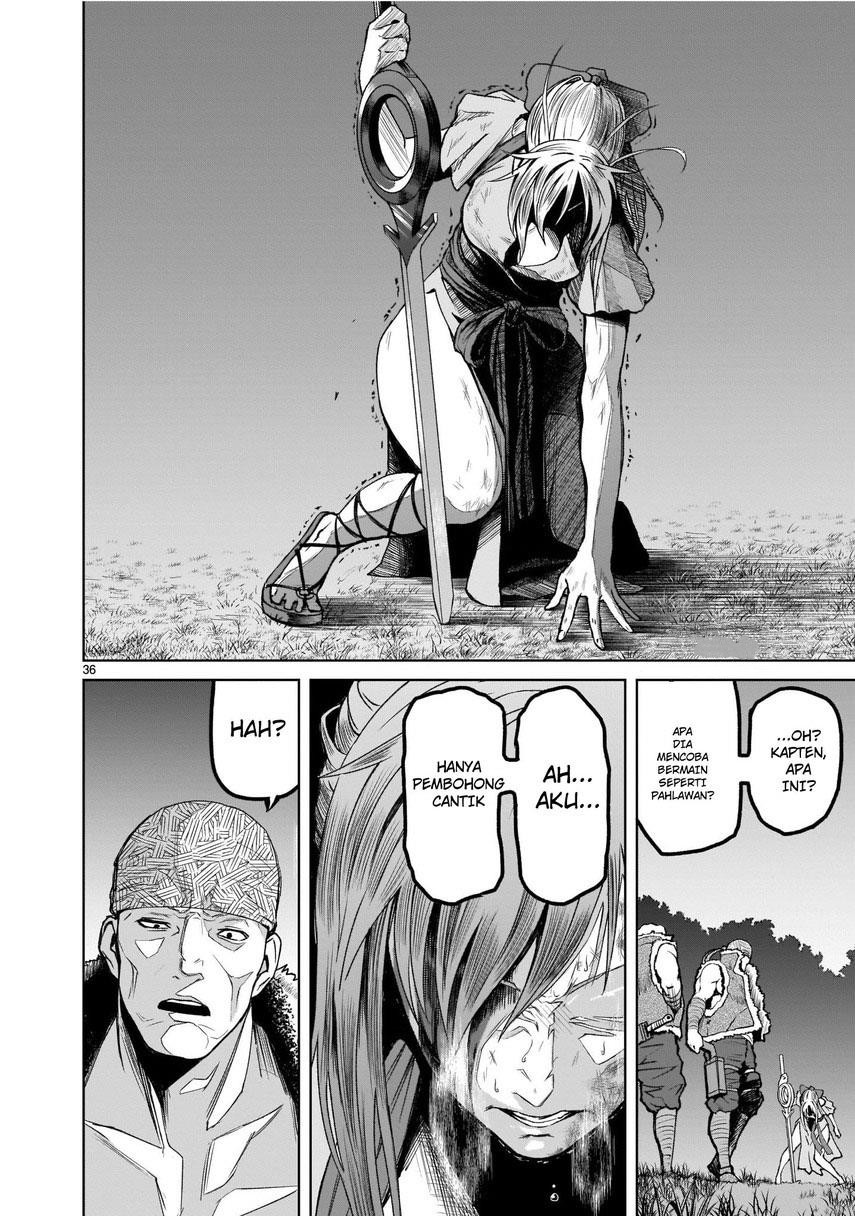 36
...OH?
KAPTEN,
APA
INI?
APA
DIA
MENCOBA
BERMAIN
SEPERTI
PAHLAWAN?
AH...
AKU...
HANYA
PEMBOHONG
CANTIK
HAH?